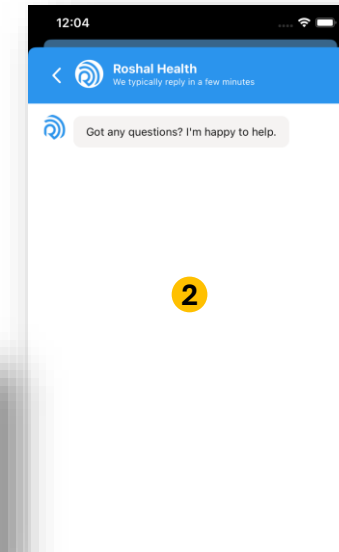 12:04
Roshal Health
We typically reply in a few minutes
Got any questions? I'm happy to help.
2